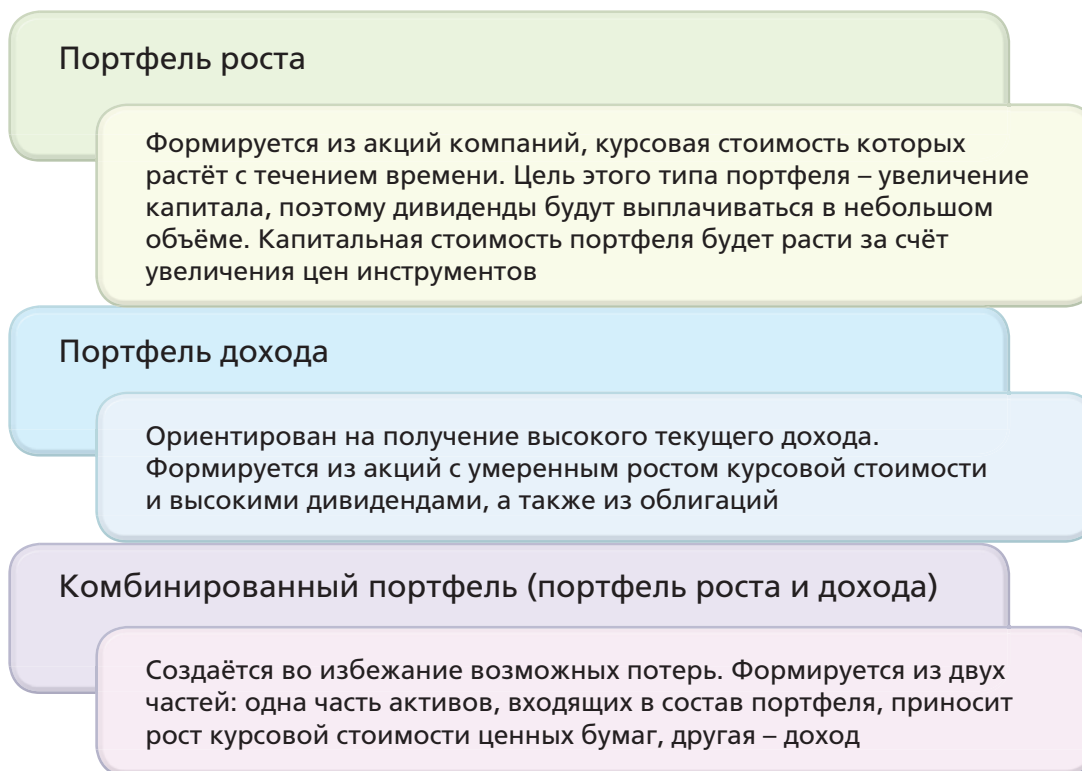 Портфель роста
Формируется из акций компаний, курсовая стоимость которых
растёт с течением времени. Цель этого типа портфеля – увеличение
капитала, поэтому дивиденды будут выплачиваться в небольшом
объёме. Капитальная стоимость портфеля будет расти за счёт
увеличения цен инструментов
Портфель дохода
Ориентирован на получение высокого текущего дохода.
Формируется из акций с умеренным ростом курсовой стоимости
и высокими дивидендами, а также из облигаций
Комбинированный портфель (портфель роста и дохода)
Создаётся во избежание возможных потерь. Формируется из двух
частей: одна часть активов, входящих в состав портфеля, приносит
рост курсовой стоимости ценных бумаг, другая – доход